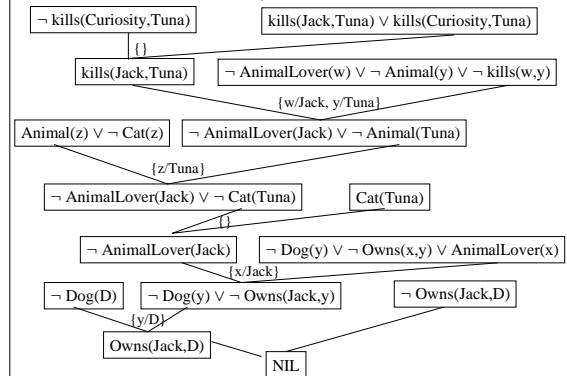 ¬ kills(Curiosity,Tuna)
kills(Jack,Tuna) ∨ kills(Curiosity,Tuna)
{}
kills(Jack,Tuna)
¬ AnimalLover(w) ∨ ¬ Animal(y) ∨ ¬ kills(w,y)
{w/Jack, y/Tuna}
Animal(z) ∨ ¬ Cat(z)
¬ AnimalLover(Jack) ∨ ¬ Animal(Tuna)
{z/Tuna}
¬ AnimalLover(Jack) ∨ ¬ Cat(Tuna)
Cat(Tuna)
{}
¬ AnimalLover(Jack)
¬ Dog(y) ∨ ¬ Owns(x,y) ∨ AnimalLover(x)
{x/Jack}
¬ Dog(D)
¬ Dog(y) ∨ ¬ Owns(Jack,y)
¬ Owns(Jack,D)
{y/D}
Owns(Jack,D)
NIL